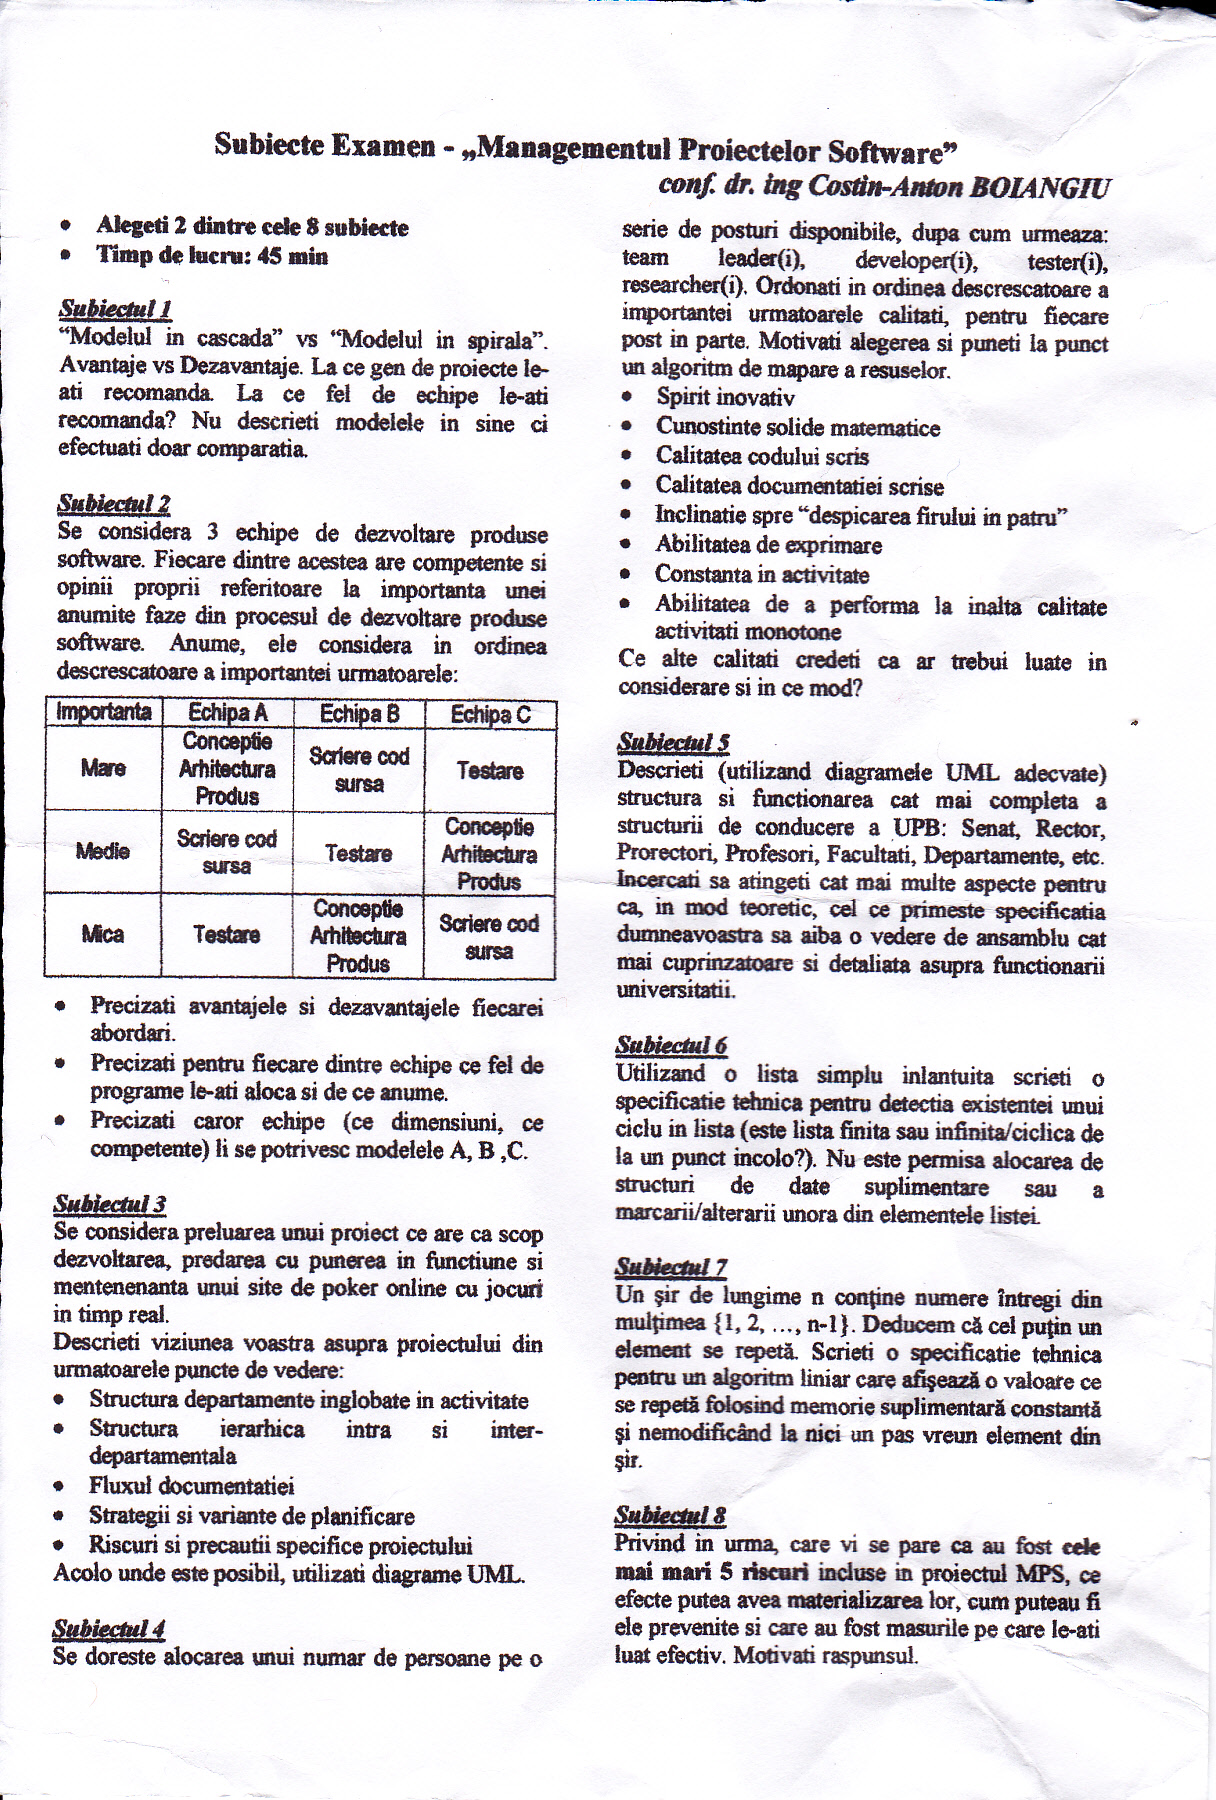 Subiecte Examen - „Managementul Proiectelor Software”
conf. dr. ing Costin-Anton BOIANGIU
• Alegeti 2 dintre cele 8 subiecte
• Timp de lucru: 45 min
Subiectul 1
“Modelul in cascada” vs “Modelul in spirala”.
Avantaje vs Dezavantaje. La ce gen de proiecte le-
ati recomanda. La ce fel de echipe le-ati
recomanda? Nu descrieti modelele in sine ci
efectuati doar comparatia.
Subiectul 2
Se considera 3 echipe de dezvoltare produse
software. Fiecare dintre acestea are competente si
opinii proprii referitoare la importanta unei
anumite faze din procesul de dezvoltare produse
software. Anume, ele considera in ordinea
descrescatoare a importantei urmatoarele:
Importanta Echipa A Echipa B Echipa C
Mare Conceptie Arhitectura Produs Scriere cod sursa Testare
Medie Scriere cod sursa Testare Conceptie Arhitectura Produs
Mica Testare Conceptie Arhitectura Produs Scriere cod sursa
• Precizati avantajele si dezavantajele fiecarei
abordari.
• Precizati pentru fiecare dintre echipe ce fel de
programe le-ati aloca si de ce anume.
• Precizati caror echipe (ce dimensiuni, ce
competente) li se potrivesc modelele A, B ,C.
Subiectul 3
Se considera preluarea unui proiect ce are ca scop
dezvoltarea, predarea cu punerea in functiune si
mentenenanta unui site de poker online cu jocuri
in timp real.
Descrieti viziunea voastra asupra proiectului din
urmatoarele puncte de vedere:
• Structura departamente inglobate in activitate
• Structura ierarhica intra si inter-
departamentala
• Fluxul documentatiei
• Strategii si variante de planificare
• Riscuri si precautii specifice proiectului
Acolo unde este posibil, utilizati diagrame UML.
Subiectul 4
Se doreste alocarea unui numar de persoane pe o
serie de posturi disponibile, dupa cum urmeaza:
team leader(i), developer(i), tester(i),
researcher(i). Ordonati in ordinea descrescatoare a
importantei urmatoarele calitati, pentru fiecare
post in parte. Motivati alegerea si puneti la punct
un algoritm de mapare a resuselor.
• Spirit inovativ
• Cunostinte solide matematice
• Calitatea codului scris
• Calitatea documentatiei scrise
• Inclinatie spre “despicarea firului in patru”
• Abilitatea de exprimare
• Constanta in activitate
• Abilitatea de a performa la inalta calitate
activitati monotone
Ce alte calitati credeti ca ar trebui luate in
considerare si in ce mod?
Subiectul 5
Descrieti (utilizand diagramele UML adecvate)
structura si functionarea cat mai completa a
structurii de conducere a UPB: Senat, Rector,
Prorectori, Profesori, Facultati, Departamente, etc.
Incercati sa atingeti cat mai multe aspecte pentru
ca, in mod teoretic, cel ce primeste specificatia
dumneavoastra sa aiba o vedere de ansamblu cat
mai cuprinzatoare si detaliata asupra functionarii
universitatii.
Subiectul 6
Utilizand o lista simplu inlantuita scrieti o
specificatie tehnica pentru detectia existentei unui
ciclu in lista (este lista finita sau infinita/ciclica de
la un punct incolo?). Nu este permisa alocarea de
structuri de date suplimentare sau a
marcarii/alterarii unora din elementele listei.
Subiectul 7
Un şir de lungime n conţine numere întregi din
mulţimea {1, 2, ..., n-1}. Deducem că cel puţin un
element se repetă. Scrieti o specificatie tehnica
pentru un algoritm liniar care afişează o valoare ce
se repetă folosind memorie suplimentară constantă
şi nemodificând la nici un pas vreun element din
şir.
Subiectul 8
Privind in urma, care vi se pare ca au fost cele
mai mari 5 riscuri incluse in proiectul MPS, ce
efecte putea avea materializarea lor, cum puteau fi
ele prevenite si care au fost masurile pe care le-ati
luat efectiv. Motivati raspunsul.